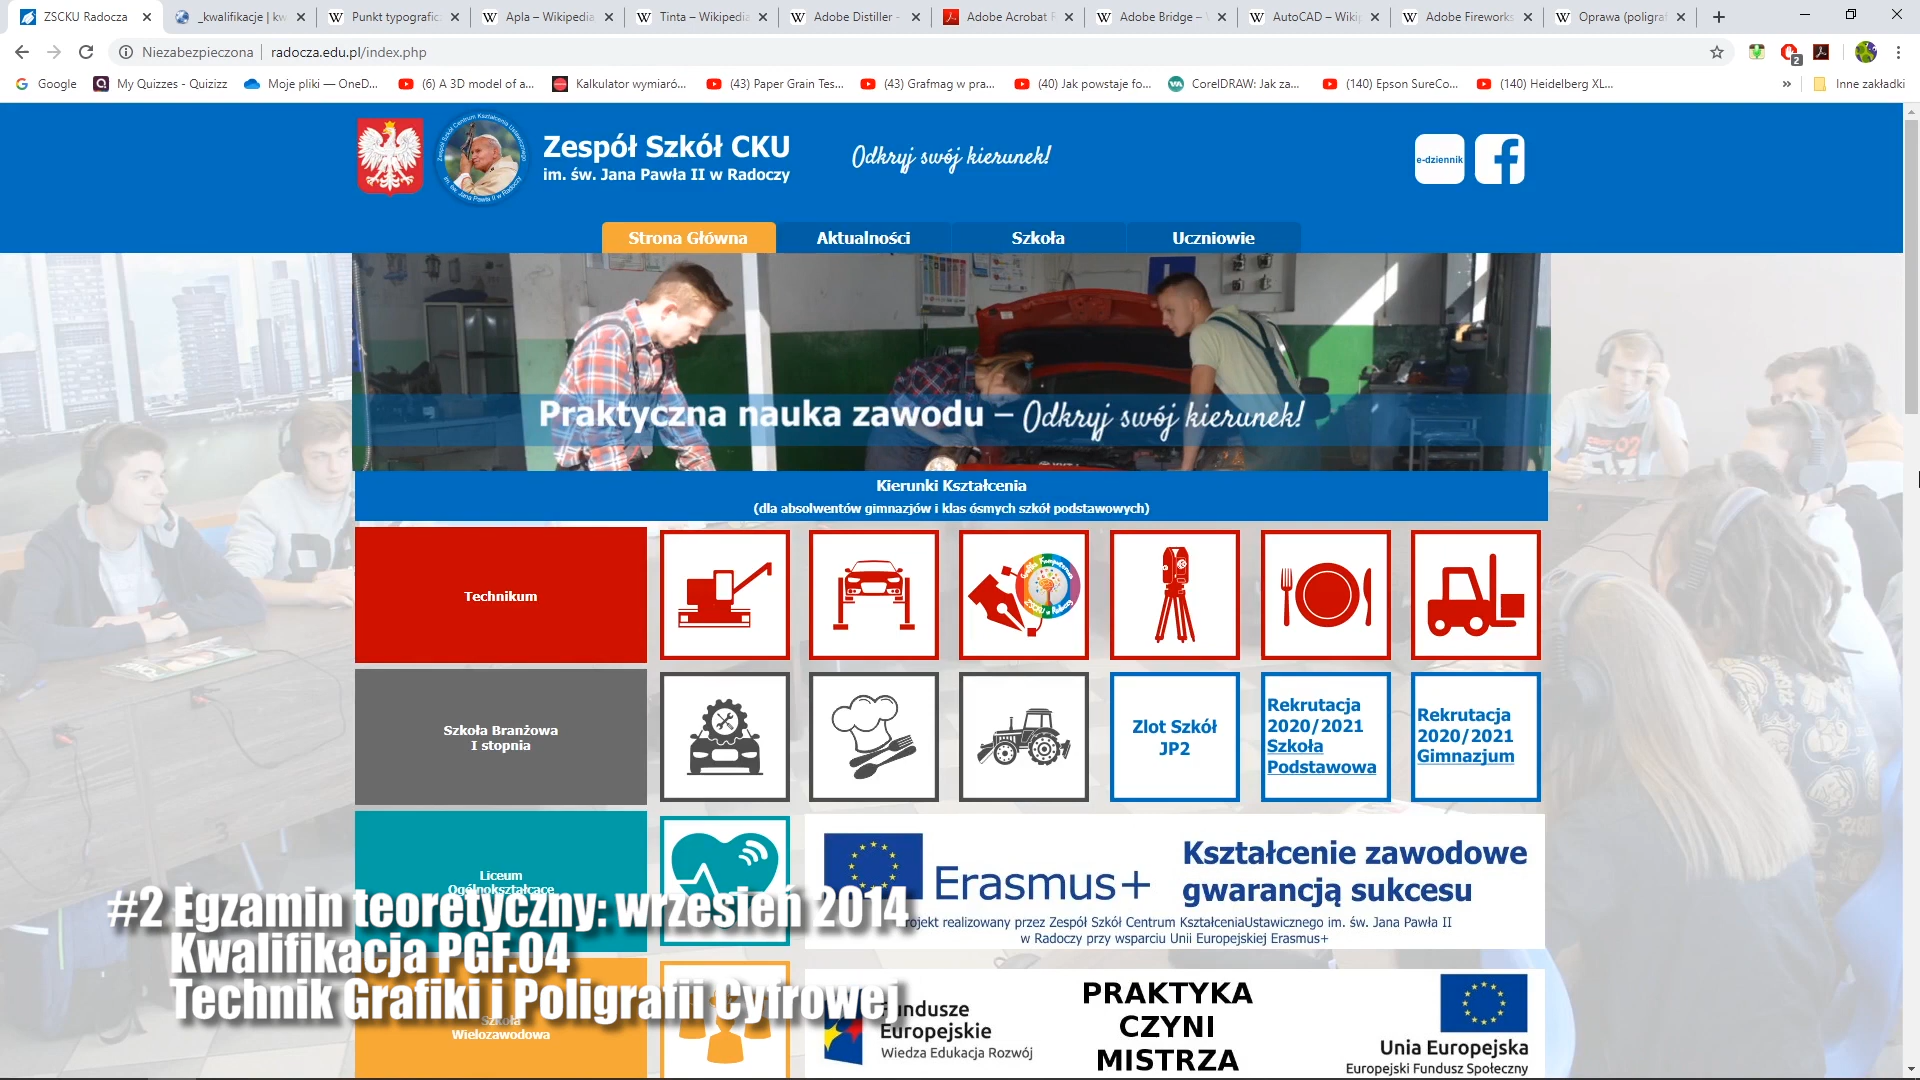 ZSCKU Radocza
_kwalifikacje | kw
Punkt typografic
Apla – Wikipedia
Tinta – Wikipedia
Adobe Distiller –
Adobe Acrobat
Adobe Bridge –
AutoCAD – Wikip
Adobe Fireworks
Oprawa (poligra
Niezabezpieczona
radocza.edu.pl/index.php
2
Google
My Quizzes - Quizizz
Moje pliki — OneD...
(6) A 3D model of a...
Kalkulator wymiaró...
(43) Paper Grain Tes...
(43) Grafmag w pra...
(40) Jak powstaje fo...
CorelDRAW: Jak za...
(140) Epson SureCo...
(140) Heidelberg XL...
»
Inne zakładki
Zespół Szkół CKU
im. św. Jana Pawła II w Radoczy
Odkryj swój kierunek!
e-dziennik
Strona Główna
Aktualności
Szkoła
Uczniowie
Praktyczna nauka zawodu – Odkryj swój kierunek!
Kierunki Kształcenia
(dla absolwentów gimnazjów i klas ósmych szkół podstawowych)
Technikum
Szkoła Branżowa
I stopnia
Zlot Szkół
JP2
Rekrutacja
2020/2021
Szkoła
Podstawowa
Rekrutacja
2020/2021
Gimnazjum
Liceum
Ogólnokształcące
Erasmus+
Kształcenie zawodowe
gwarancją sukcesu
rojekt realizowany przez Zespół Szkół Centrum KształceniaUstawicznego im. św. Jana Pawła II
w Radoczy przy wsparciu Unii Europejskiej Erasmus+
#2 Egzamin teoretyczny: wrzesień 2014
Kwalifikacja PGF.04
Technik Grafiki i Poligrafii Cyfrowej
Szkoła
Wielozawodowa
Fundusze
Europejskie
Wiedza Edukacja Rozwój
PRAKTYKA
CZYNI
MISTRZA
Unia Europejska
Europejski Fundusz Społeczny